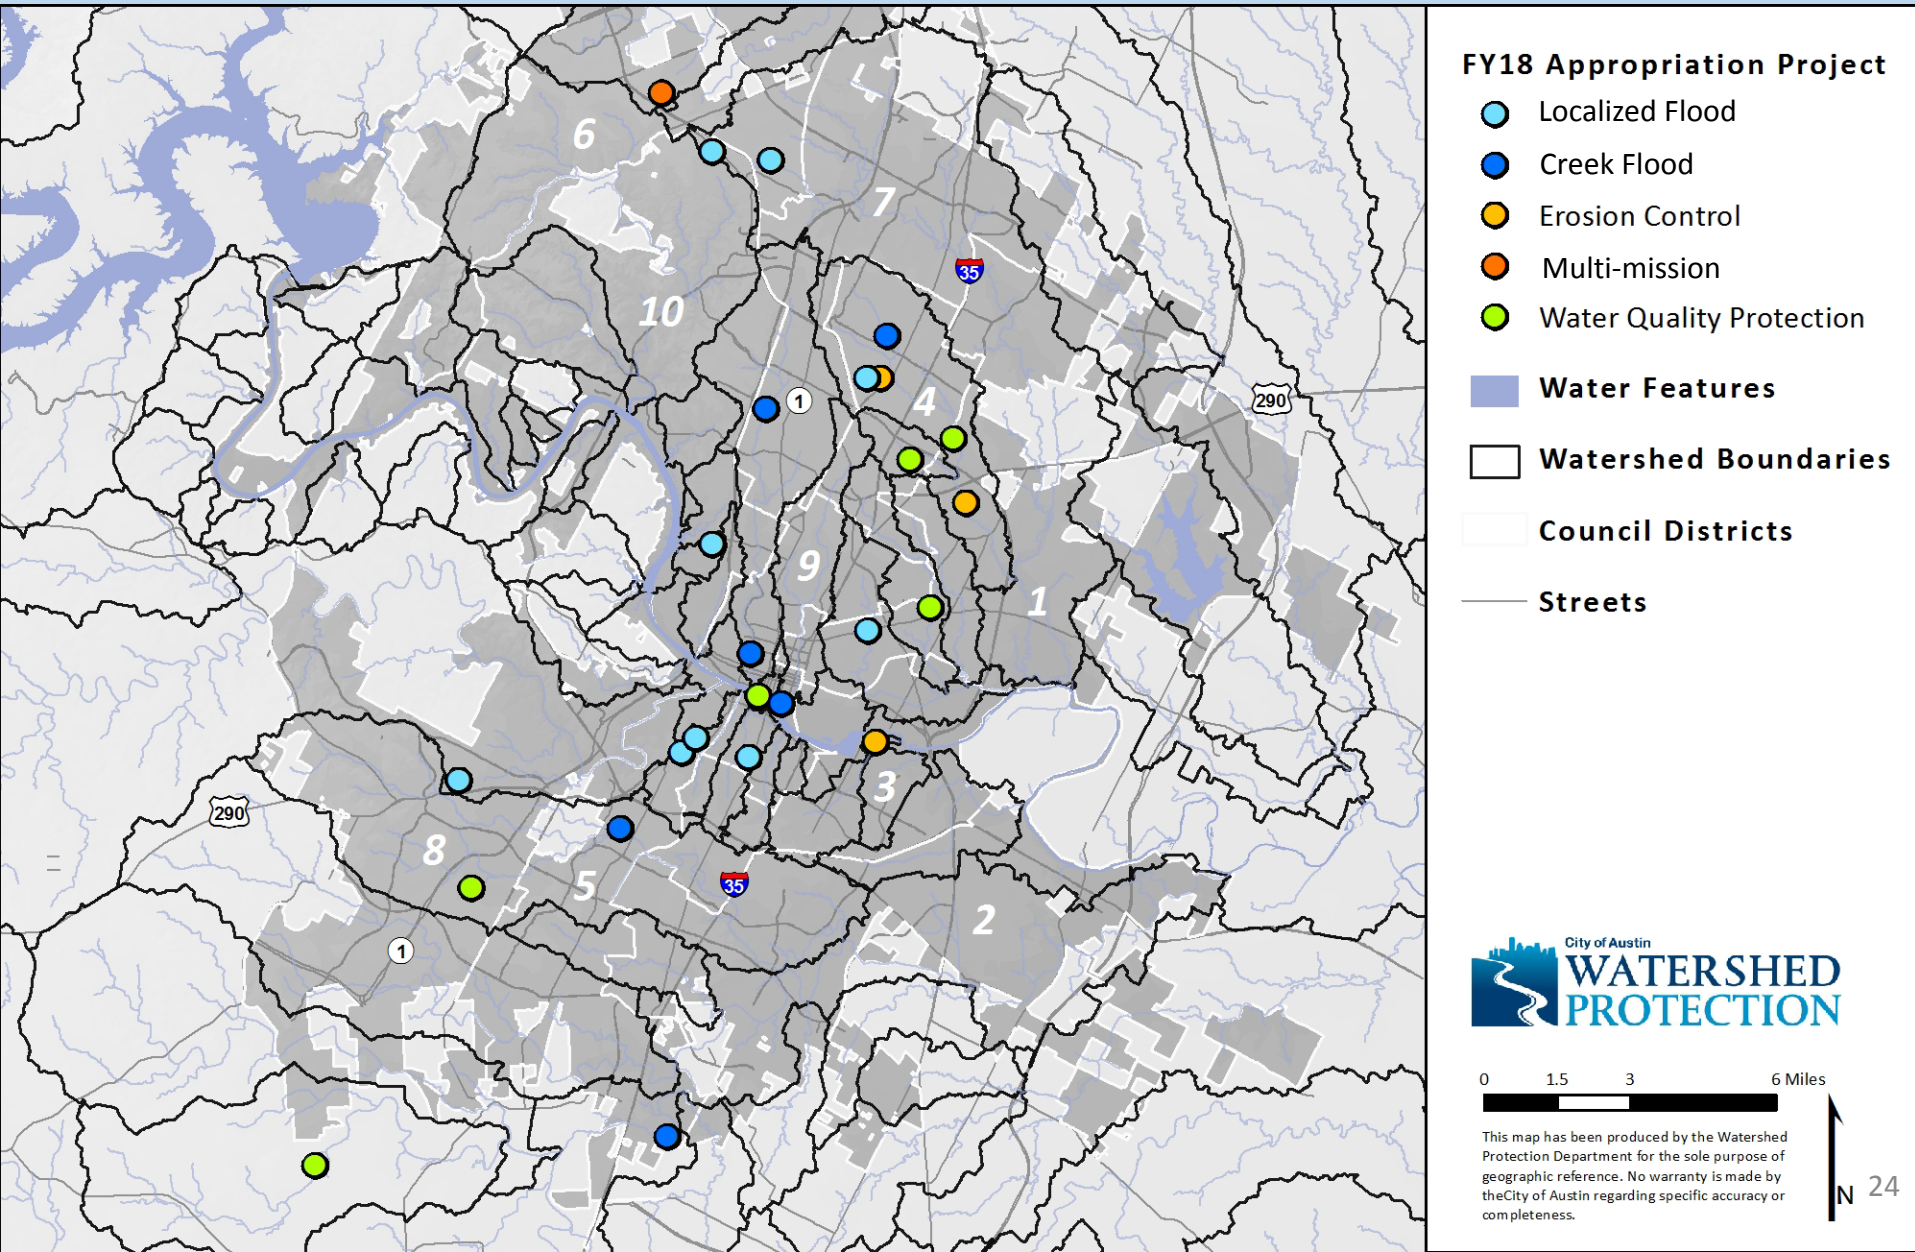 6
7
10
35
4
1
290
9
1
3
290
8
5
35
2
1
FY18 Appropriation Project
Localized Flood
Creek Flood
Erosion Control
Multi-mission
Water Quality Protection
Water Features
Watershed Boundaries
Council Districts
Streets
City of Austin
WATERSHED
PROTECTION
0 1.5 3 6 Miles
This map has been produced by the Watershed
Protection Department for the sole purpose of
geographic reference. No warranty is made by
theCity of Austin regarding specific accuracy or
completeness.
N
24